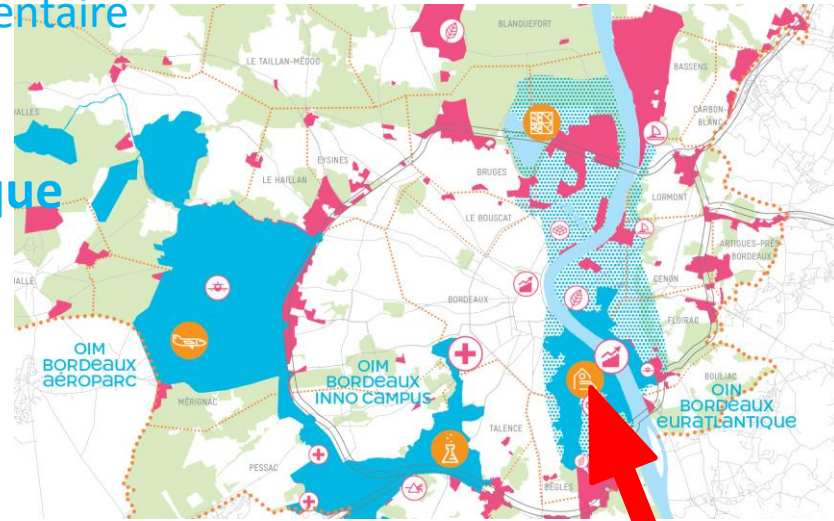 entaire
que
BLANQUEFORT
LE TAILLAN-MÉDOC
BASSENS
CARBON-
BLANC
EYSINES
BRUGES
LE HAILLAN
LORMONT
LE BOUSCAT
ARTIGUES-PRÈS
BORDEAUX
CENON
BORDEAUX
FLOIRAC
OIM
BORDEAUX
AÉROPARC
OIM
BORDEAUX
INNO CAMPUS
BOULIAC
OIN
BORDEAUX
EURATLANTIQUE
MÉRIGNAC
TALENCE
PESSAC
BÈGLES